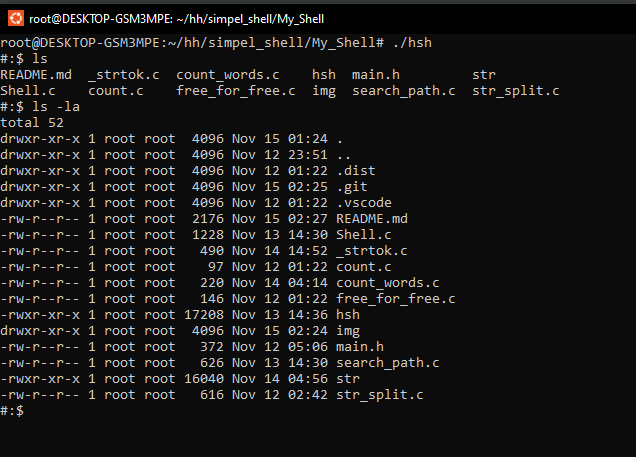 root@DESKTOP-GSM3MPE: ~/hh/simpel_shell/My_Shell
root@DESKTOP-GSM3MPE:~/hh/simpel_shell/My_Shell# ./hsh
#:$ ls
README.md  _strtok.c  count_words.c    hsh  main.h         str
Shell.c    count.c    free_for_free.c  img  search_path.c  str_split.c
#:$ ls -la
total 52
drwxr-xr-x 1 root root  4096 Nov 15 01:24 .
drwxr-xr-x 1 root root  4096 Nov 12 23:51 ..
drwxr-xr-x 1 root root  4096 Nov 12 01:22 .dist
drwxr-xr-x 1 root root  4096 Nov 15 02:25 .git
drwxr-xr-x 1 root root  4096 Nov 12 01:22 .vscode
-rw-r--r-- 1 root root  2176 Nov 15 02:27 README.md
-rw-r--r-- 1 root root  1228 Nov 13 14:30 Shell.c
-rw-r--r-- 1 root root   490 Nov 14 14:52 _strtok.c
-rw-r--r-- 1 root root    97 Nov 12 01:22 count.c
-rw-r--r-- 1 root root   220 Nov 14 04:14 count_words.c
-rw-r--r-- 1 root root   146 Nov 12 01:22 free_for_free.c
-rwxr-xr-x 1 root root 17208 Nov 13 14:36 hsh
drwxr-xr-x 1 root root  4096 Nov 15 02:24 img
-rw-r--r-- 1 root root   372 Nov 12 05:06 main.h
-rw-r--r-- 1 root root   626 Nov 13 14:30 search_path.c
-rwxr-xr-x 1 root root 16040 Nov 14 04:56 str
-rw-r--r-- 1 root root   616 Nov 12 02:42 str_split.c
#:$